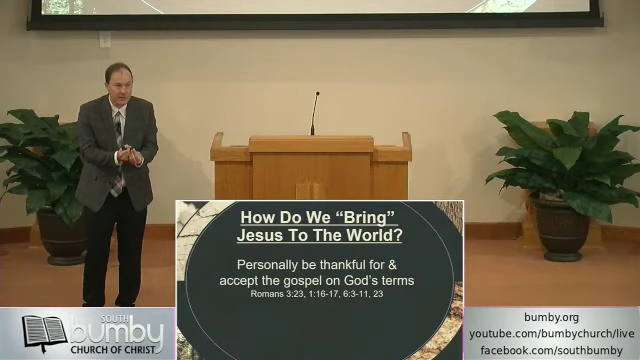 How Do We “Bring”
Jesus To The World?
Personally be thankful for &
accept the gospel on God’s terms
Romans 3:23, 1:16-17, 6:3-11, 23
SOUTH
bumby
CHURCH OF CHRIST
bumby.org
youtube.com/bumbychurch/live
facebook.com/southbumby